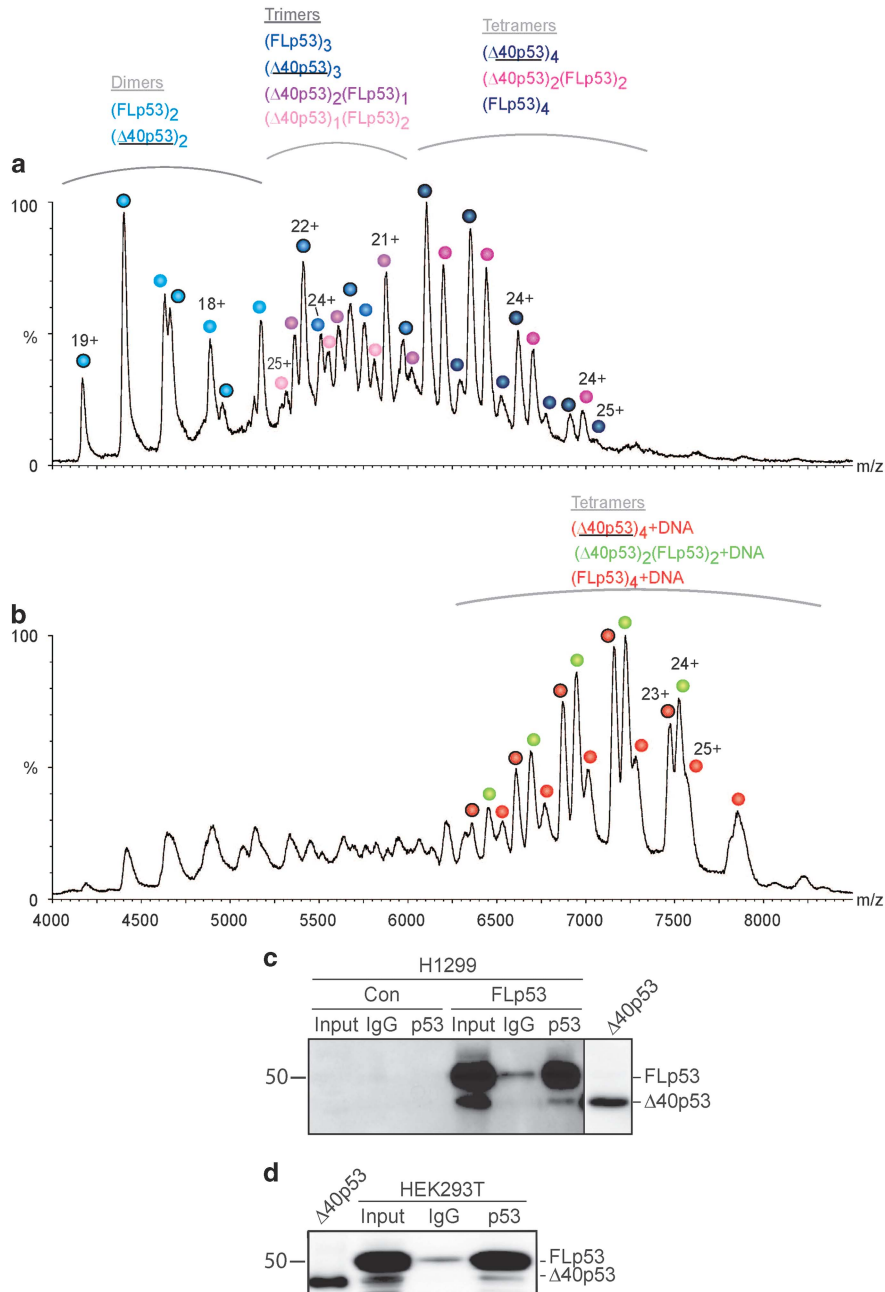 Dimers
(FLp53)2
(Δ40p53)2
Trimers
(FLp53)3
(Δ40p53)3
(Δ40p53)2(FLp53)1
(Δ40p53)1(FLp53)2
Tetramers
(Δ40p53)4
(Δ40p53)2(FLp53)2
(FLp53)4
a
100
%
0
19+
18+
25+
22+
24+
21+
24+
24+
25+
m/z
Tetramers
(Δ40p53)4+DNA
(Δ40p53)2(FLp53)2+DNA
(FLp53)4+DNA
b
100
%
0
23+
24+
25+
4000 4500 5000 5500 6000 6500 7000 7500 8000 m/z
c
H1299
Con FLp53
Input IgG p53 Input IgG p53 Δ40p53
50
FLp53
Δ40p53
d
HEK293T
Δ40p53 Input IgG p53
50
FLp53
Δ40p53